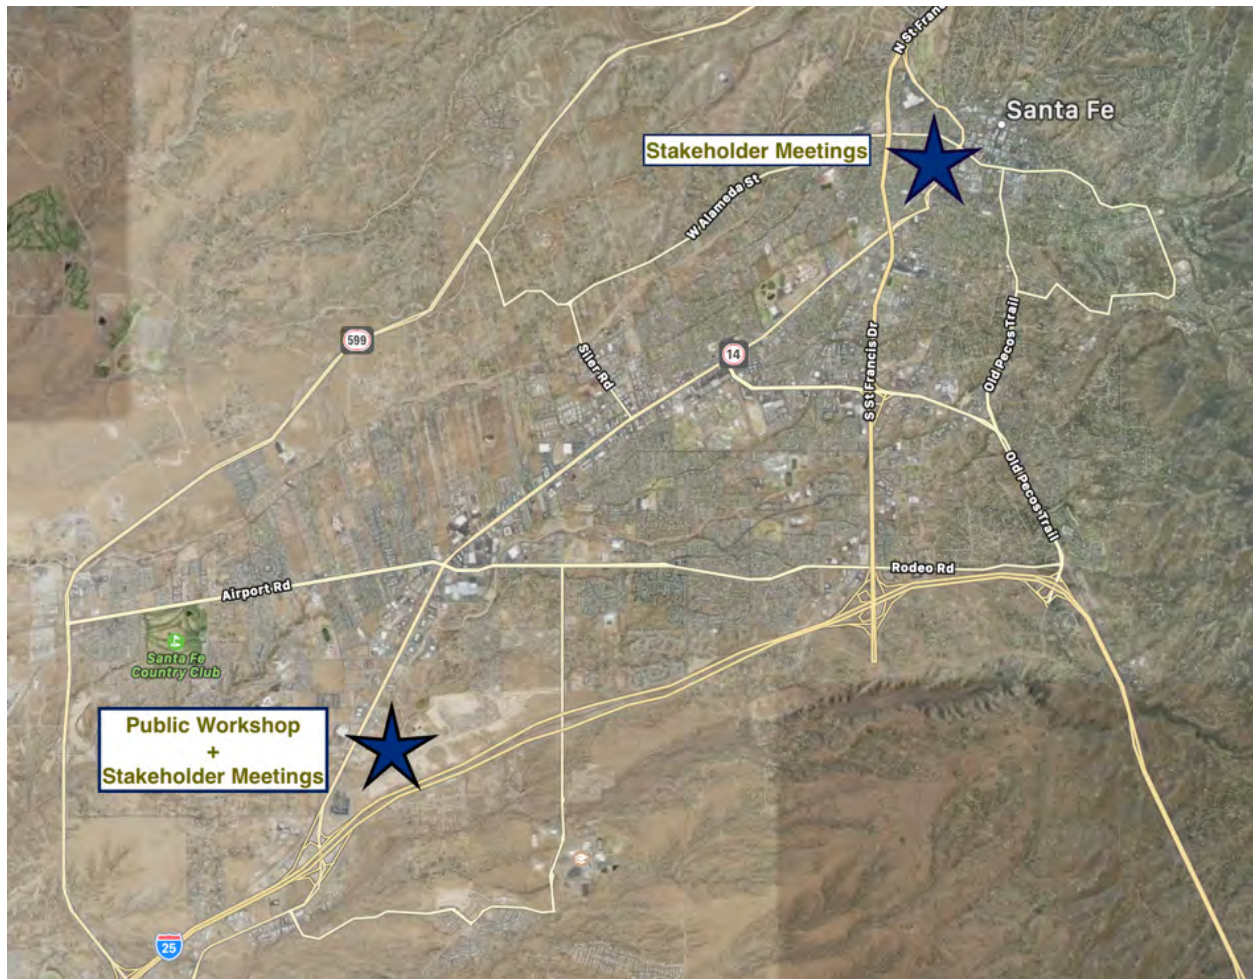 N St Franc
Santa Fe
Stakeholder Meetings
W Alameda St
599
Siler Rd
14
S St Francis Dr
Old Pecos Trail
Old Pecos Trail
Airport Rd
Rodeo Rd
Santa Fe
Country Club
Public Workshop
+
Stakeholder Meetings
25